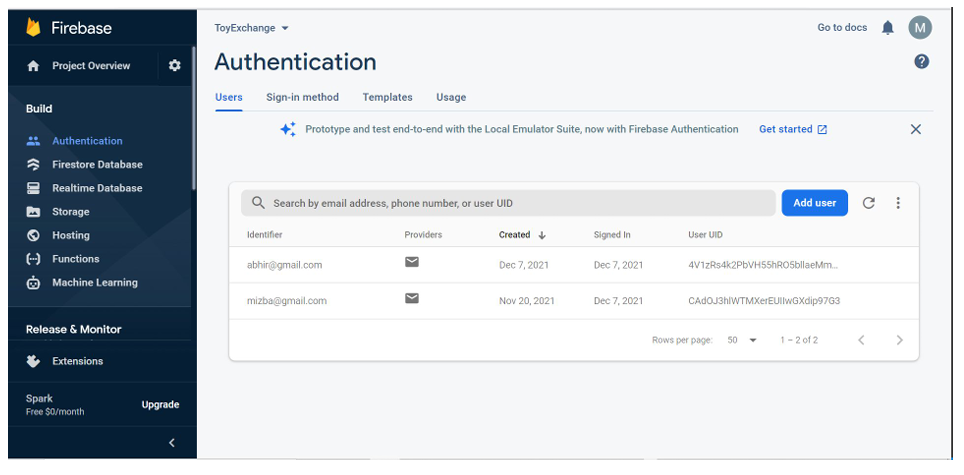 Firebase
Project Overview
Build
Authentication
Firestore Database
Realtime Database
Storage
Hosting
Functions
Machine Learning
Release & Monitor
Extensions
Spark
Free $0/month
Upgrade
ToyExchange
Go to docs
M
Authentication
Users Sign-in method Templates Usage
Prototype and test end-to-end with the Local Emulator Suite, now with Firebase Authentication Get started
Search by email address, phone number, or user UID
Add user
Identifier Providers Created Signed In User UID
abhir@gmail.com Dec 7, 2021 Dec 7, 2021 4V1zRs4k2PbVH55hRO5bllaeMm...
mizba@gmail.com Nov 20, 2021 Dec 7, 2021 CAdOJ3hIWTMXerEUIIwGXdip97G3
Rows per page: 50 1 – 2 of 2